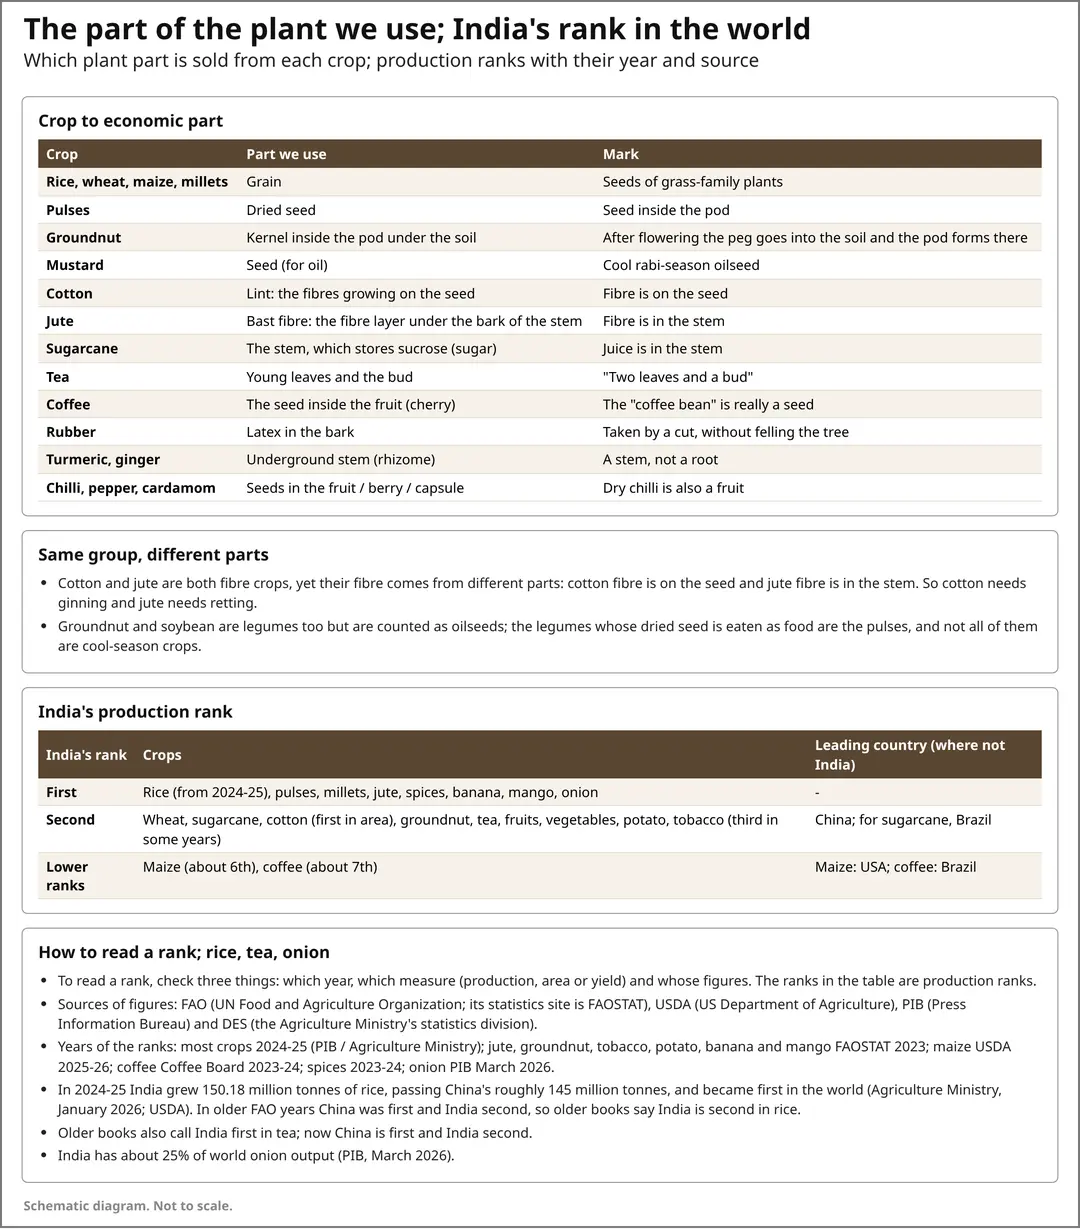 The part of the plant we use; India's rank in the world
Which plant part is sold from each crop; production ranks with their year and source
Crop to economic part
Crop Part we use Mark
Rice, wheat, maize, millets Grain Seeds of grass-family plants
Pulses Dried seed Seed inside the pod
Groundnut Kernel inside the pod under the soil After flowering the peg goes into the soil and the pod forms there
Mustard Seed (for oil) Cool rabi-season oilseed
Cotton Lint: the fibres growing on the seed Fibre is on the seed
Jute Bast fibre: the fibre layer under the bark of the stem Fibre is in the stem
Sugarcane The stem, which stores sucrose (sugar) Juice is in the stem
Tea Young leaves and the bud "Two leaves and a bud"
Coffee The seed inside the fruit (cherry) The "coffee bean" is really a seed
Rubber Latex in the bark Taken by a cut, without felling the tree
Turmeric, ginger Underground stem (rhizome) A stem, not a root
Chilli, pepper, cardamom Seeds in the fruit / berry / capsule Dry chilli is also a fruit
Same group, different parts
• Cotton and jute are both fibre crops, yet their fibre comes from different parts: cotton fibre is on the seed and jute fibre is in the stem. So cotton needs
ginning and jute needs retting.
• Groundnut and soybean are legumes too but are counted as oilseeds; the legumes whose dried seed is eaten as food are the pulses, and not all of them
are cool-season crops.
India's production rank
India's rank Crops Leading country (where not
India)
First Rice (from 2024-25), pulses, millets, jute, spices, banana, mango, onion -
Second Wheat, sugarcane, cotton (first in area), groundnut, tea, fruits, vegetables, potato, tobacco (third in China; for sugarcane, Brazil
some years)
Lower Maize (about 6th), coffee (about 7th) Maize: USA; coffee: Brazil
ranks
How to read a rank; rice, tea, onion
• To read a rank, check three things: which year, which measure (production, area or yield) and whose figures. The ranks in the table are production ranks.
• Sources of figures: FAO (UN Food and Agriculture Organization; its statistics site is FAOSTAT), USDA (US Department of Agriculture), PIB (Press
Information Bureau) and DES (the Agriculture Ministry's statistics division).
• Years of the ranks: most crops 2024-25 (PIB / Agriculture Ministry); jute, groundnut, tobacco, potato, banana and mango FAOSTAT 2023; maize USDA
2025-26; coffee Coffee Board 2023-24; spices 2023-24; onion PIB March 2026.
• In 2024-25 India grew 150.18 million tonnes of rice, passing China's roughly 145 million tonnes, and became first in the world (Agriculture Ministry,
January 2026; USDA). In older FAO years China was first and India second, so older books say India is second in rice.
• Older books also call India first in tea; now China is first and India second.
• India has about 25% of world onion output (PIB, March 2026).
Schematic diagram. Not to scale.